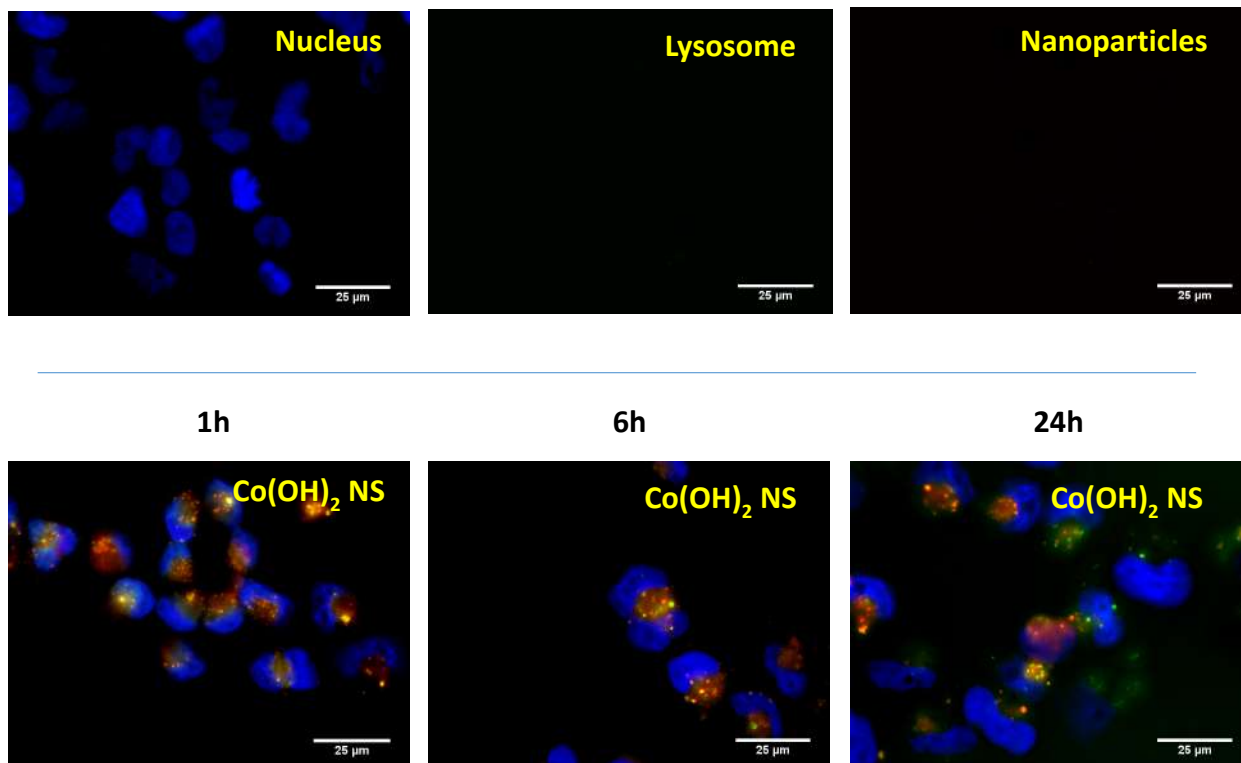 Nucleus
Lysosome
Nanoparticles
25 µm
25 µm
25 µm
1h
6h
24h
Co(OH)₂ NS
Co(OH)₂ NS
Co(OH)₂ NS
25 µm
25 µm
25 µm